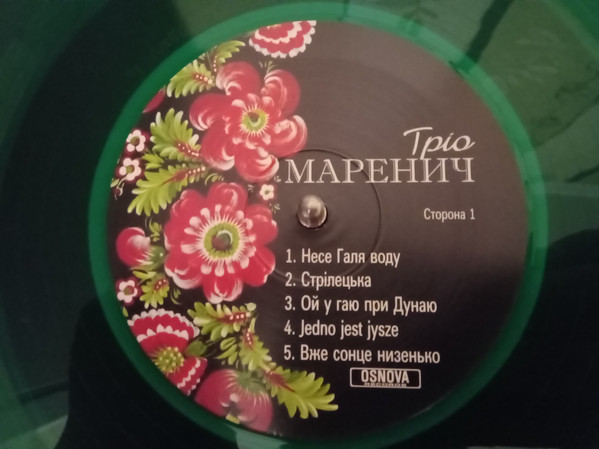 Тріо
МАРЕНИЧ
Сторона 1
1. Несе Галя воду
2. Стрілецька
3. Ой у гаю при Дунаю
4. Jedno jest jysze
5. Вже сонце низенько
OSNOVA
RECORDS